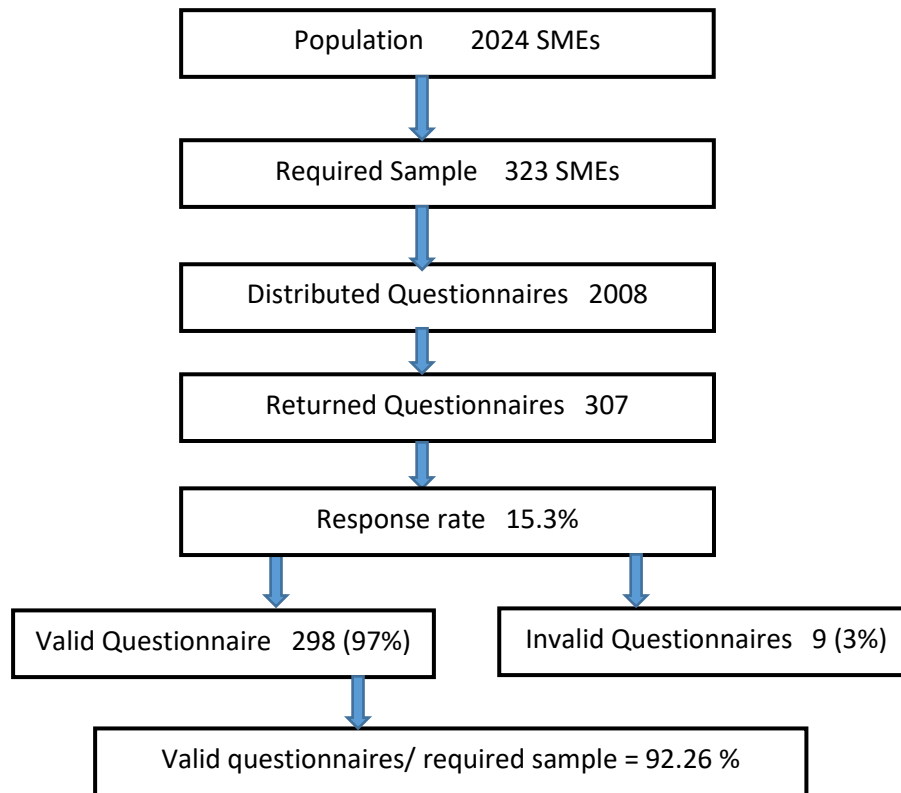 Population 2024 SMEs
Required Sample 323 SMEs
Distributed Questionnaires 2008
Returned Questionnaires 307
Response rate 15.3%
Valid Questionnaire 298 (97%)
Invalid Questionnaires 9 (3%)
Valid questionnaires/ required sample = 92.26 %